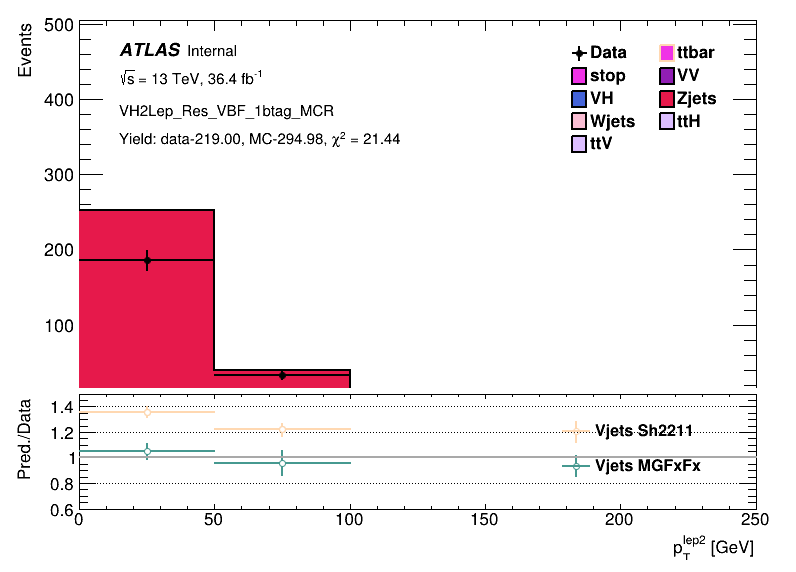 Events
500
400
300
200
100
ATLAS Internal
√s = 13 TeV, 36.4 fb⁻¹
VH2Lep_Res_VBF_1btag_MCR
Yield: data-219.00, MC-294.98, χ² = 21.44
Data
ttbar
stop
VV
VH
Zjets
Wjets
ttH
ttV
Pred./Data
1.4
1.2
1
0.8
0.6
Vjets Sh2211
Vjets MGFxFx
0 50 100 150 200 250
p_T^lep2 [GeV]